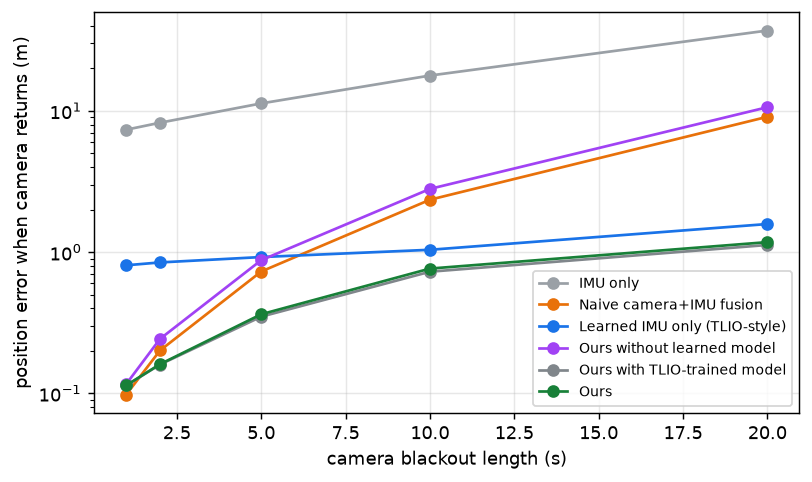 position error when camera returns (m)
10¹
10⁰
10⁻¹
IMU only
Naive camera+IMU fusion
Learned IMU only (TLIO-style)
Ours without learned model
Ours with TLIO-trained model
Ours
2.5 5.0 7.5 10.0 12.5 15.0 17.5 20.0
camera blackout length (s)